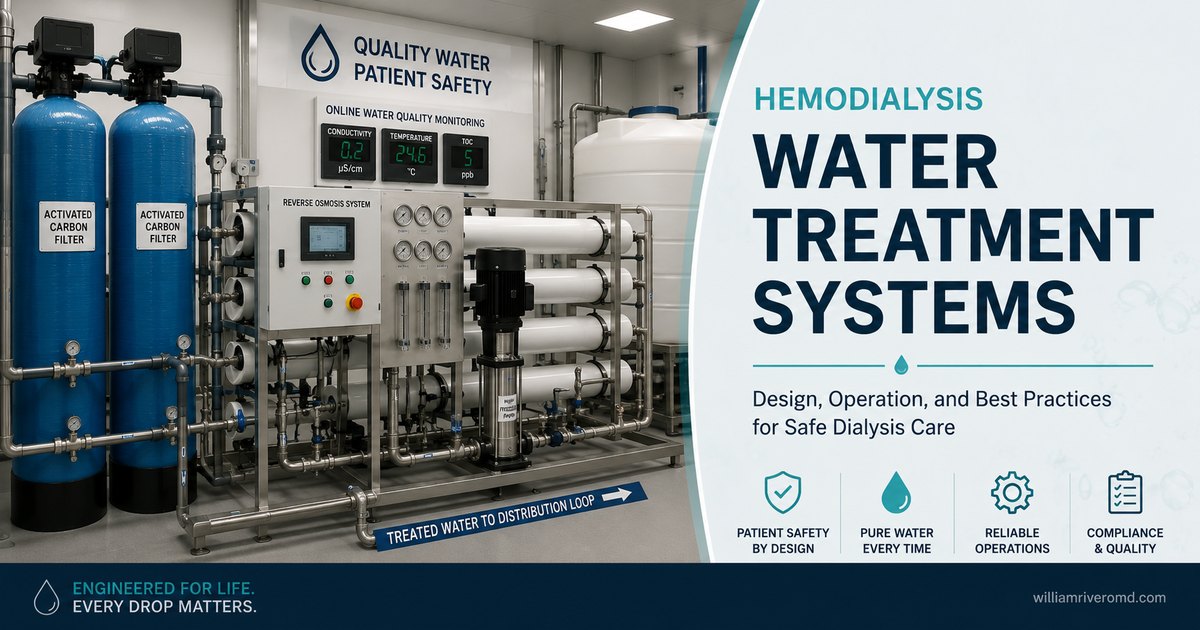 QUALITY WATER
PATIENT SAFETY
ONLINE WATER QUALITY MONITORING
CONDUCTIVITY
0.2
µS/cm
TEMPERATURE
24.6
°C
TOC
5
ppb
ACTIVATED
CARBON
FILTER
ACTIVATED
CARBON
FILTER
REVERSE OSMOSIS SYSTEM
TREATED WATER TO DISTRIBUTION LOOP
HEMODIALYSIS
WATER
TREATMENT
SYSTEMS
Design, Operation, and Best Practices
for Safe Dialysis Care
PATIENT SAFETY
BY DESIGN
PURE WATER
EVERY TIME
RELIABLE
OPERATIONS
COMPLIANCE
& QUALITY
ENGINEERED FOR LIFE.
EVERY DROP MATTERS.
williamriveromd.com